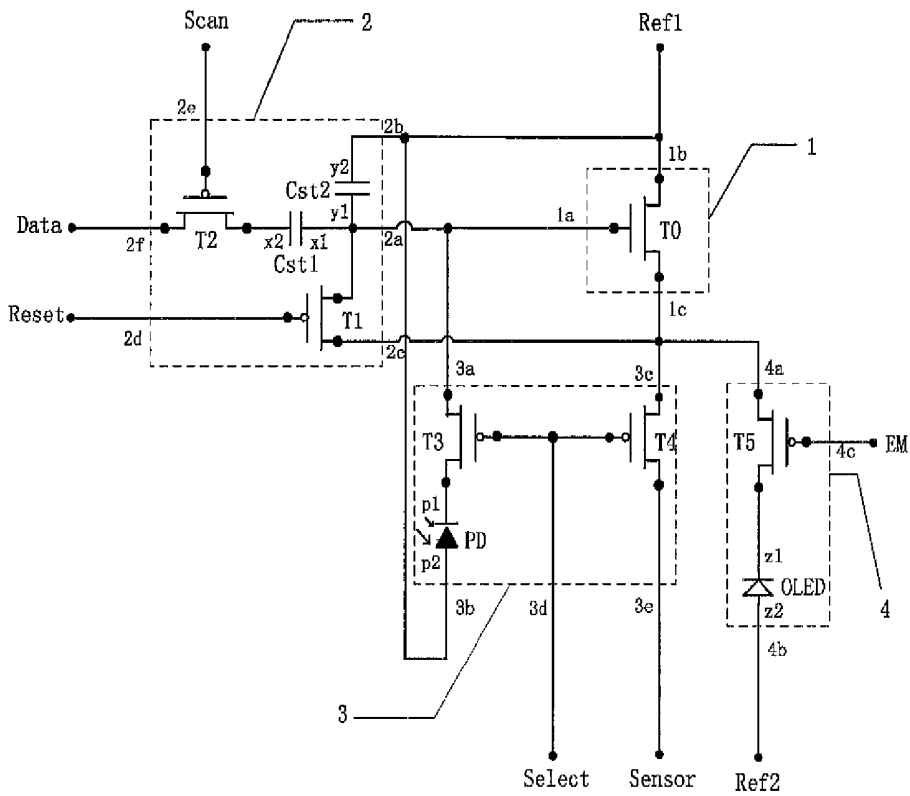 Scan
2
Ref1
2e
2b
1b
1
y2
Cst2
y1
1a
T0
Data
2f
T2
x2
x1
Cst1
2a
1c
Reset
2d
T1
2c
3a
3c
4a
T3
T4
T5
4c
EM
p1
PD
p2
z1
OLED
z2
3b
3d
3e
4b
4
3
Select
Sensor
Ref2